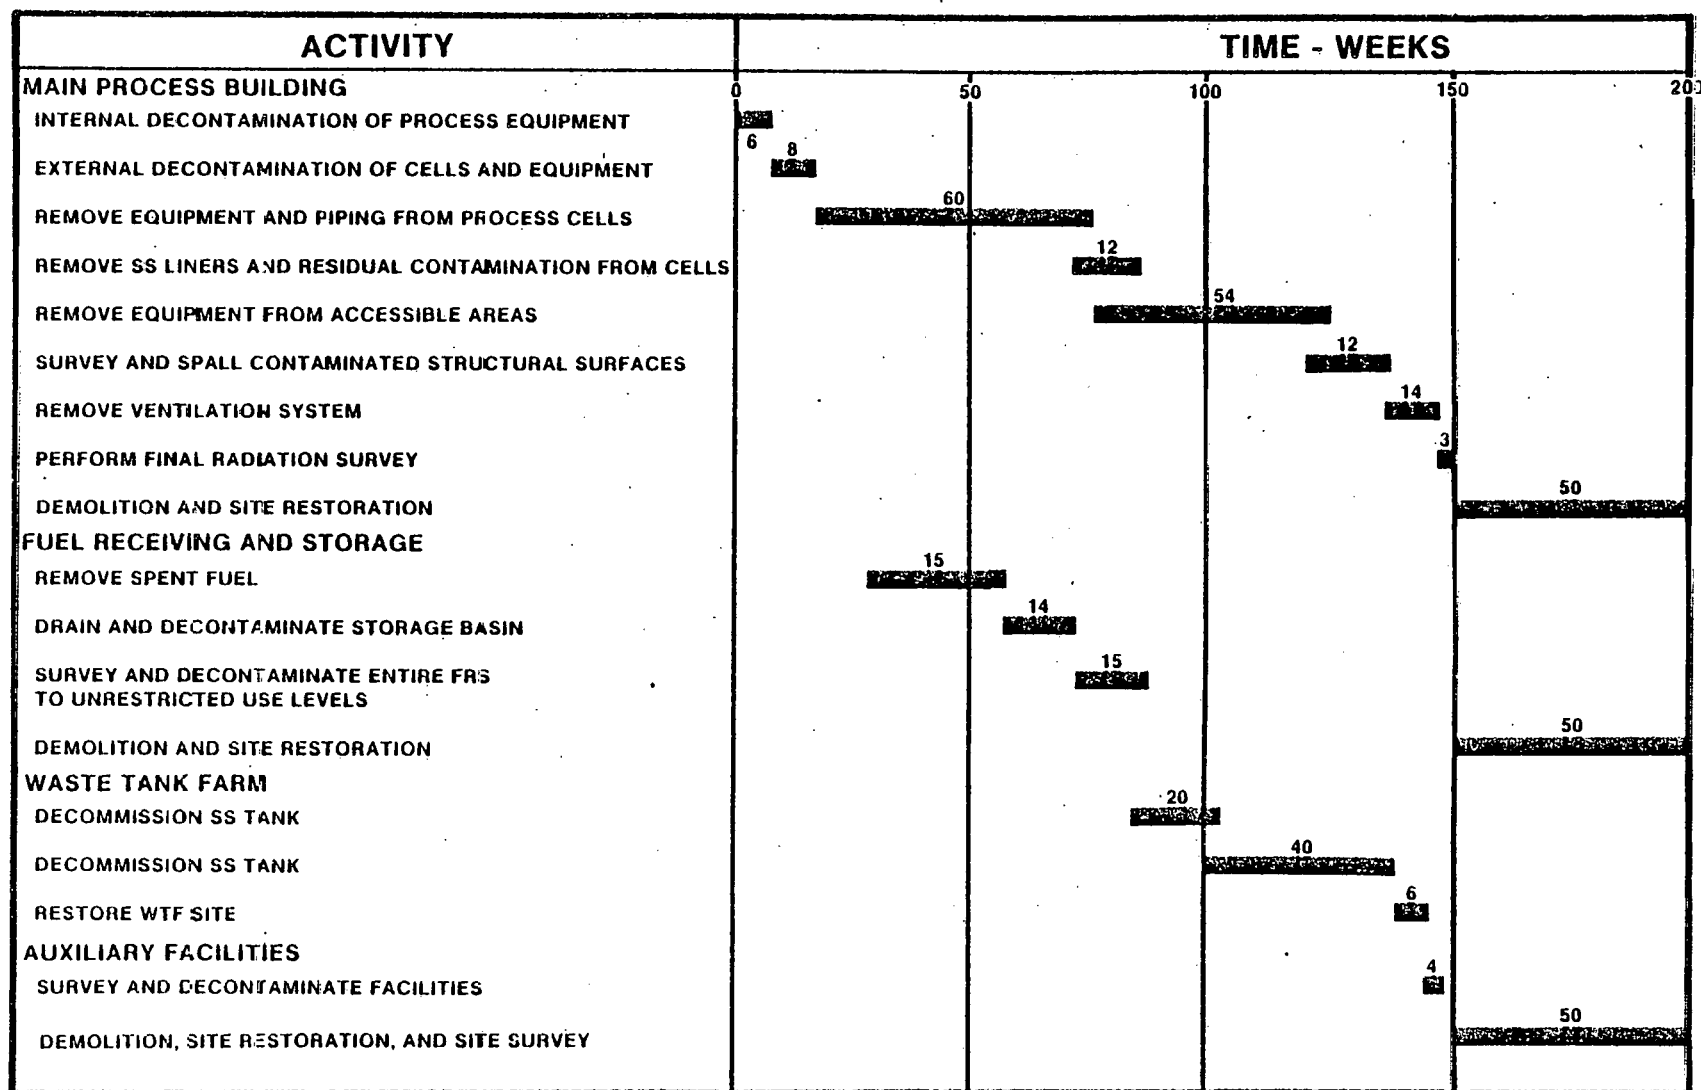 ACTIVITY TIME - WEEKS
MAIN PROCESS BUILDING 0 50 100 150 200
INTERNAL DECONTAMINATION OF PROCESS EQUIPMENT
6
8
EXTERNAL DECONTAMINATION OF CELLS AND EQUIPMENT
60
REMOVE EQUIPMENT AND PIPING FROM PROCESS CELLS
12
REMOVE SS LINERS AND RESIDUAL CONTAMINATION FROM CELLS
54
REMOVE EQUIPMENT FROM ACCESSIBLE AREAS
12
SURVEY AND SPALL CONTAMINATED STRUCTURAL SURFACES
14
REMOVE VENTILATION SYSTEM
3
PERFORM FINAL RADIATION SURVEY
50
DEMOLITION AND SITE RESTORATION
FUEL RECEIVING AND STORAGE
15
REMOVE SPENT FUEL
14
DRAIN AND DECONTAMINATE STORAGE BASIN
15
SURVEY AND DECONTAMINATE ENTIRE FRS
TO UNRESTRICTED USE LEVELS
50
DEMOLITION AND SITE RESTORATION
WASTE TANK FARM
20
DECOMMISSION SS TANK
40
DECOMMISSION SS TANK
6
RESTORE WTF SITE
AUXILIARY FACILITIES
4
SURVEY AND DECONTAMINATE FACILITIES
50
DEMOLITION, SITE RESTORATION, AND SITE SURVEY